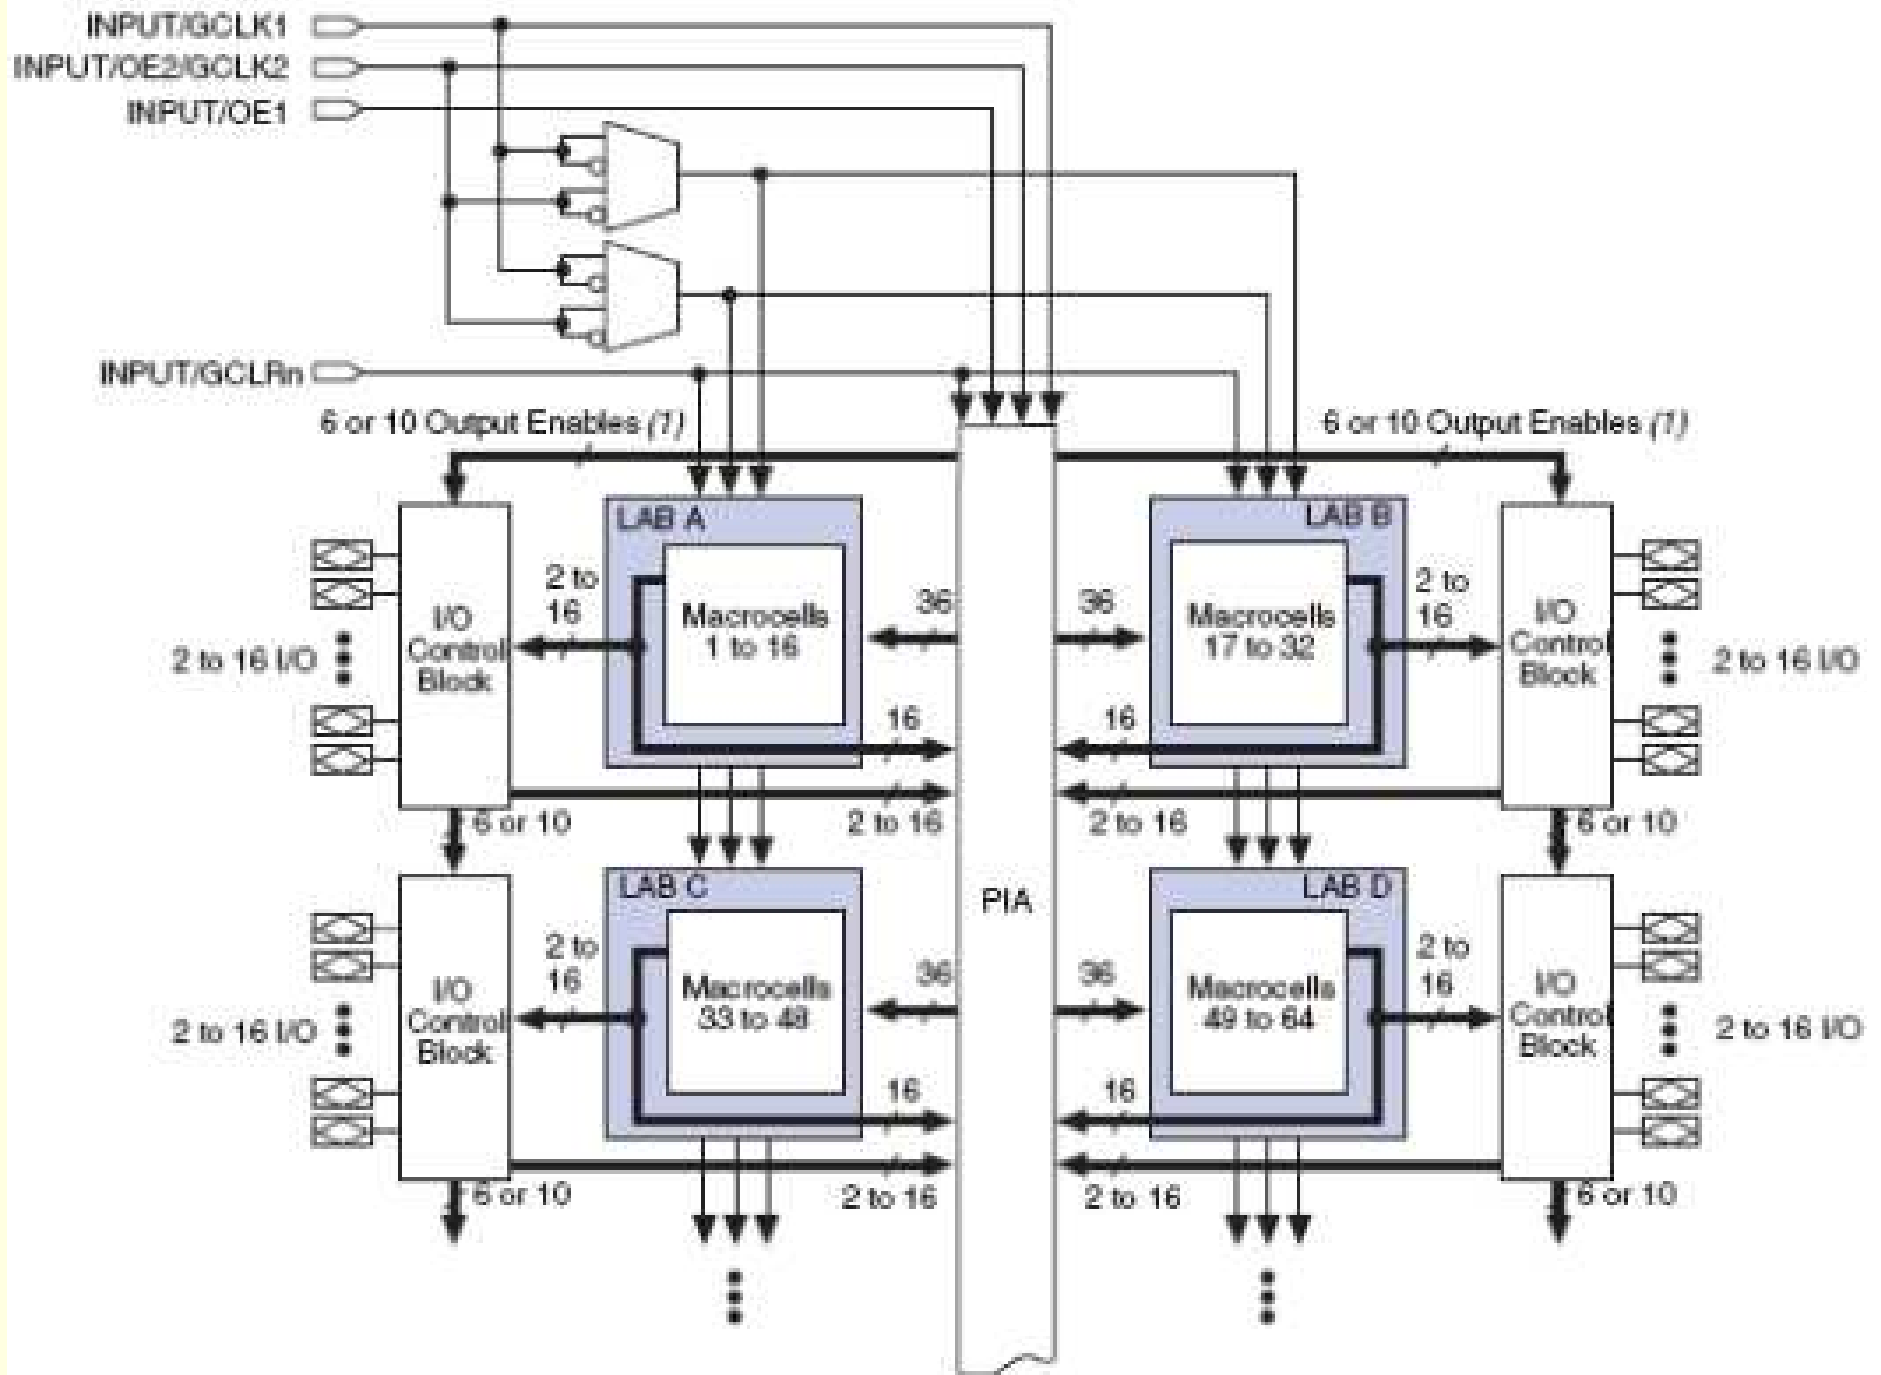 INPUT/GCLK1
INPUT/OE2/GCLK2
INPUT/OE1
INPUT/GCLRn
6 or 10 Output Enables (1)
6 or 10 Output Enables (1)
LAB A
LAB B
2 to
16
I/O
Control
Block
Macrocells
1 to 16
36
36
Macrocells
17 to 32
2 to
16
I/O
Control
Block
2 to 16 I/O
2 to 16 I/O
16
16
6 or 10
2 to 16
2 to 16
6 or 10
LAB C
PIA
LAB D
2 to
16
I/O
Control
Block
Macrocells
33 to 48
36
36
Macrocells
49 to 64
2 to
16
I/O
Control
Block
2 to 16 I/O
2 to 16 I/O
16
16
6 or 10
2 to 16
2 to 16
6 or 10